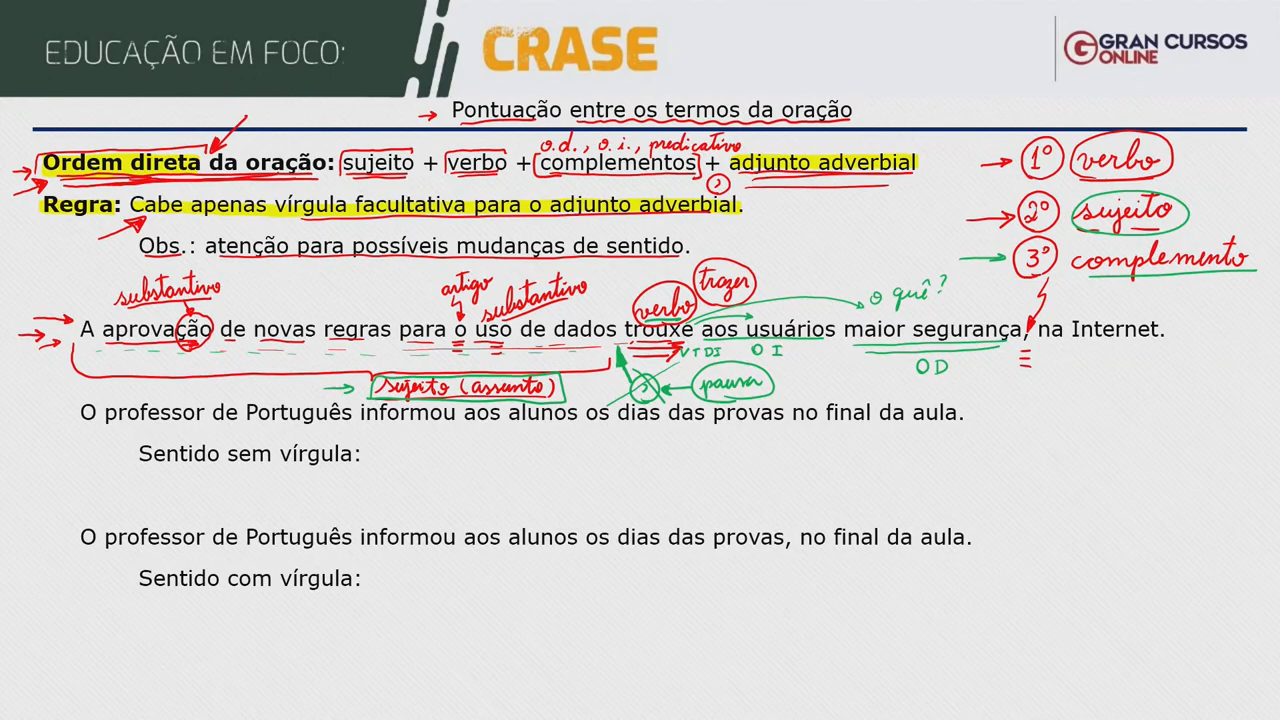 EDUCAÇÃO EM FOCO:
CRASE
GRAN CURSOS
ONLINE
→ Pontuação entre os termos da oração
o.d., o.i., predicativo
Ordem direta da oração: sujeito + verbo + complementos + adjunto adverbial
1º verbo
,
Regra: Cabe apenas vírgula facultativa para o adjunto adverbial.
2º sujeito
Obs.: atenção para possíveis mudanças de sentido.
3º complemento
substantivo
artigo
substantivo
verbo
trazer
o quê?
A aprovação de novas regras para o uso de dados trouxe aos usuários maior segurança, na Internet.
VTDI
OI
OD
sujeito (assunto)
,
pausa
O professor de Português informou aos alunos os dias das provas no final da aula.
Sentido sem vírgula:
O professor de Português informou aos alunos os dias das provas, no final da aula.
Sentido com vírgula: